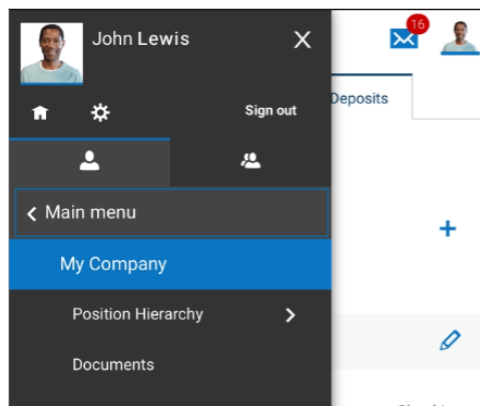 John Lewis
X
16
Deposits
Sign out
Main menu
My Company
Position Hierarchy
Documents